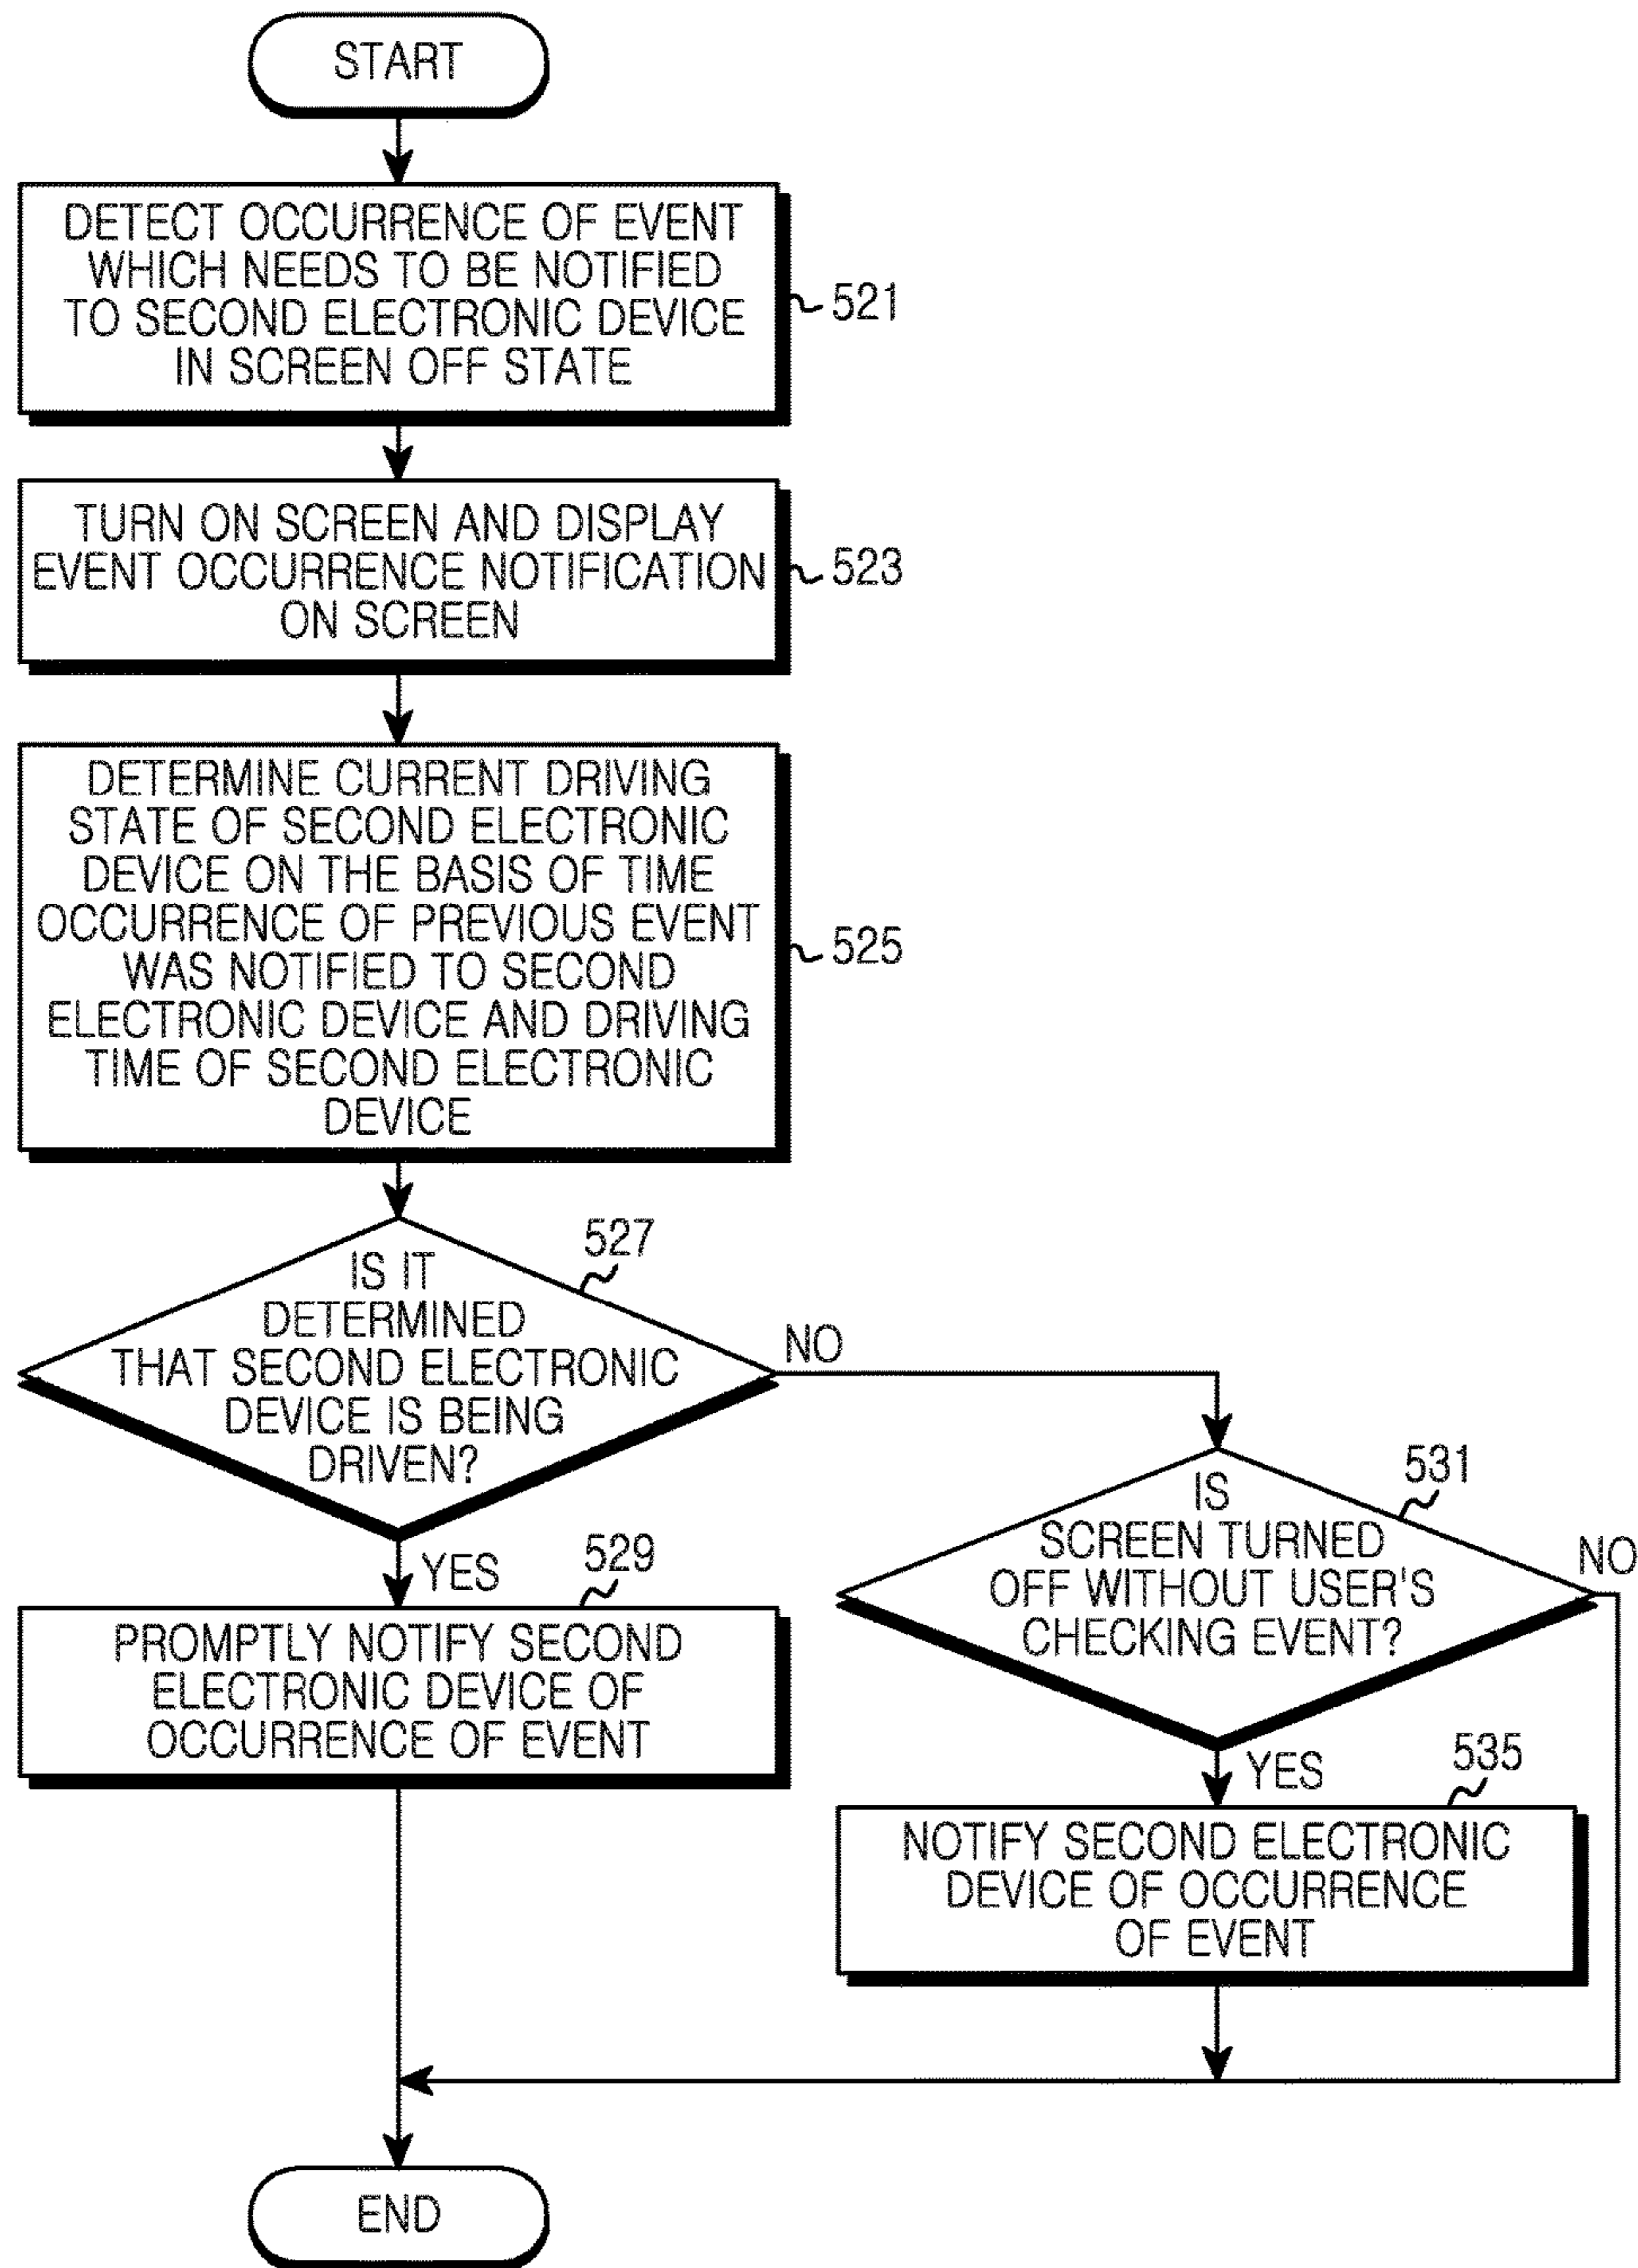 START
DETECT OCCURRENCE OF EVENT
WHICH NEEDS TO BE NOTIFIED
TO SECOND ELECTRONIC DEVICE
IN SCREEN OFF STATE
521
TURN ON SCREEN AND DISPLAY
EVENT OCCURRENCE NOTIFICATION
ON SCREEN
523
DETERMINE CURRENT DRIVING
STATE OF SECOND ELECTRONIC
DEVICE ON THE BASIS OF TIME
OCCURRENCE OF PREVIOUS EVENT
WAS NOTIFIED TO SECOND
ELECTRONIC DEVICE AND DRIVING
TIME OF SECOND ELECTRONIC
DEVICE
525
527
IS IT
DETERMINED
THAT SECOND ELECTRONIC
DEVICE IS BEING
DRIVEN?
NO
YES
529
PROMPTLY NOTIFY SECOND
ELECTRONIC DEVICE OF
OCCURRENCE OF EVENT
531
IS
SCREEN TURNED
OFF WITHOUT USER'S
CHECKING EVENT?
NO
YES
535
NOTIFY SECOND ELECTRONIC
DEVICE OF OCCURRENCE
OF EVENT
END